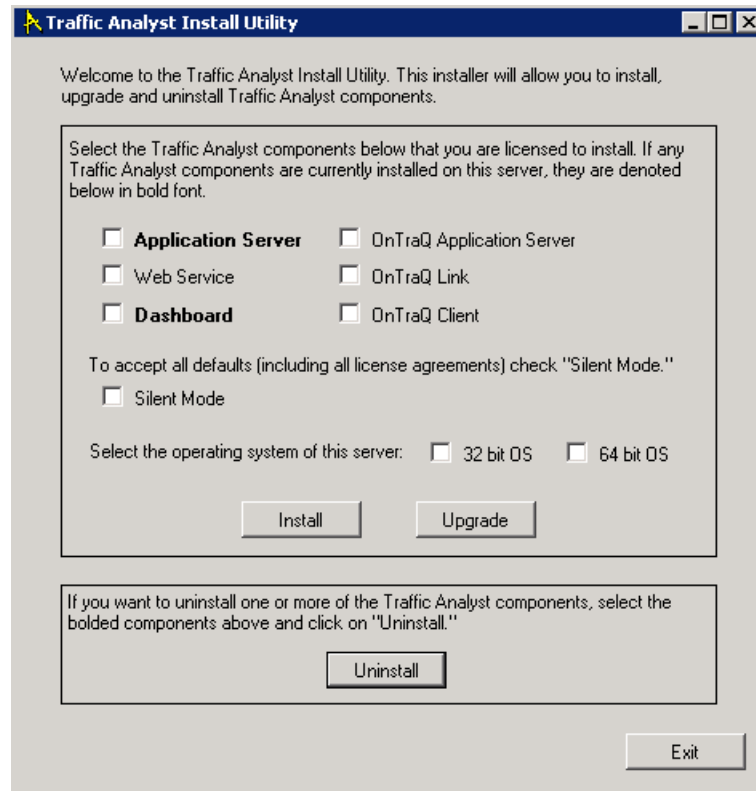 Traffic Analyst Install Utility
Welcome to the Traffic Analyst Install Utility. This installer will allow you to install,
upgrade and uninstall Traffic Analyst components.
Select the Traffic Analyst components below that you are licensed to install. If any
Traffic Analyst components are currently installed on this server, they are denoted
below in bold font.
Application Server OnTraQ Application Server
Web Service OnTraQ Link
Dashboard OnTraQ Client
To accept all defaults (including all license agreements) check "Silent Mode."
Silent Mode
Select the operating system of this server: 32 bit OS 64 bit OS
Install Upgrade
If you want to uninstall one or more of the Traffic Analyst components, select the
bolded components above and click on "Uninstall."
Uninstall
Exit